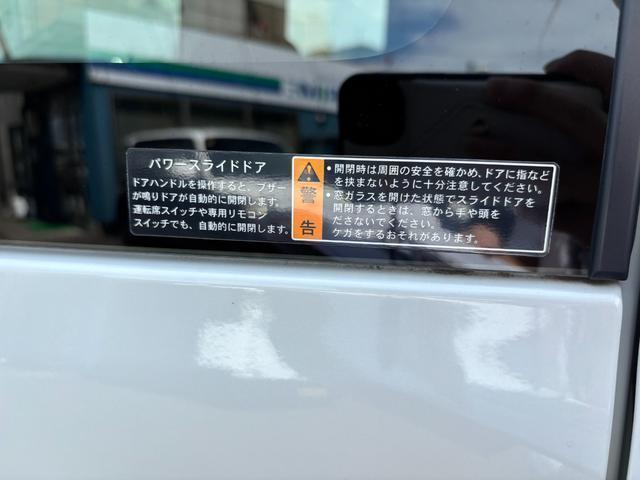 パワースライドドア
ドアハンドルを操作すると、ブザー
が鳴りドアが自動的に開閉します。
運転席スイッチや専用リモコン
スイッチでも、自動的に開閉します。
警告
・開閉時は周囲の安全を確かめ、ドアに指など
を挟まないように十分注意してください。
・窓ガラスを開けた状態でスライドドアを
開閉するときは、窓から手や頭を
ださないでください。
ケガをするおそれがあります。